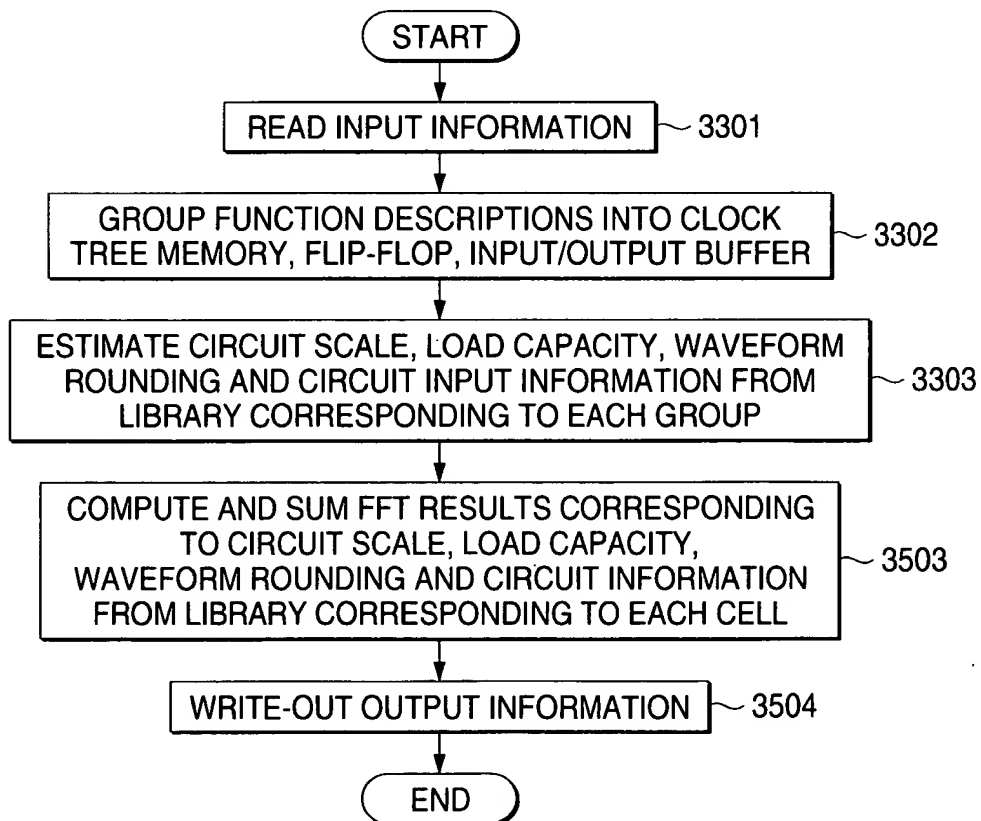 START
READ INPUT INFORMATION
3301
GROUP FUNCTION DESCRIPTIONS INTO CLOCK
TREE MEMORY, FLIP-FLOP, INPUT/OUTPUT BUFFER
3302
ESTIMATE CIRCUIT SCALE, LOAD CAPACITY, WAVEFORM
ROUNDING AND CIRCUIT INPUT INFORMATION FROM
LIBRARY CORRESPONDING TO EACH GROUP
3303
COMPUTE AND SUM FFT RESULTS CORRESPONDING
TO CIRCUIT SCALE, LOAD CAPACITY,
WAVEFORM ROUNDING AND CIRCUIT INFORMATION
FROM LIBRARY CORRESPONDING TO EACH CELL
3503
WRITE-OUT OUTPUT INFORMATION
3504
END